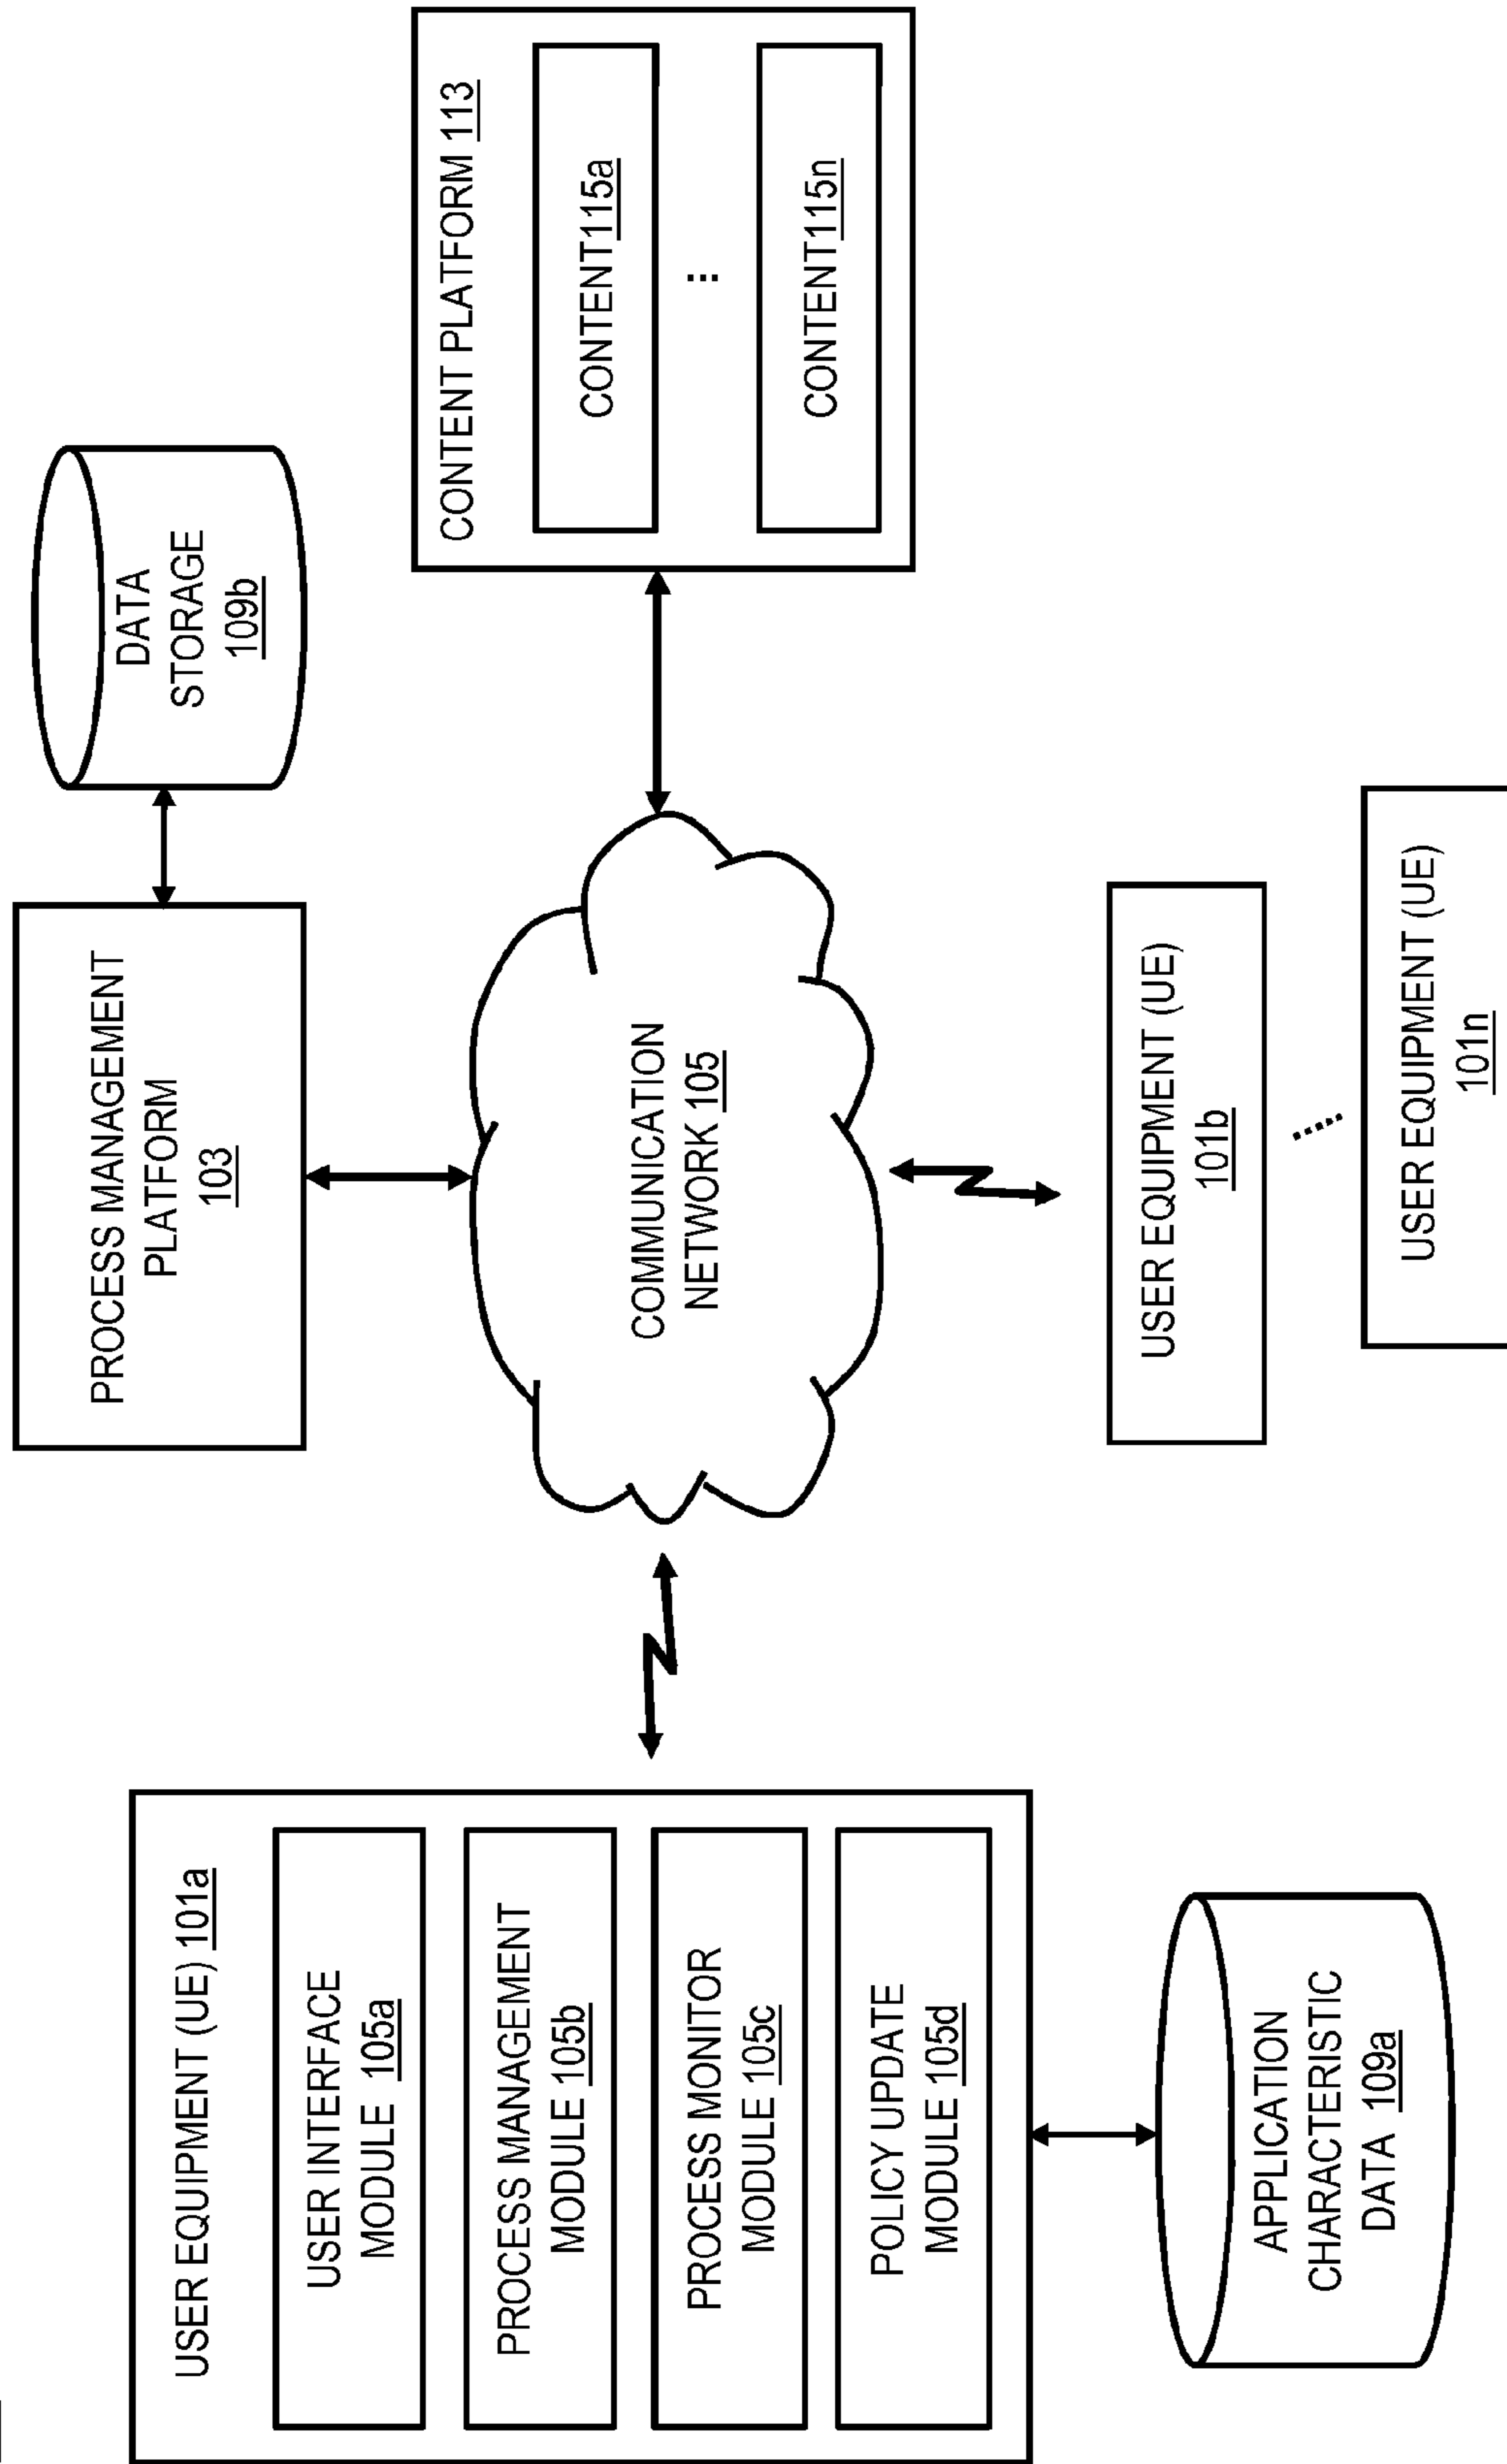 USER EQUIPMENT (UE) 101a
USER INTERFACE
MODULE 105a
PROCESS MANAGEMENT
MODULE 105b
PROCESS MONITOR
MODULE 105c
POLICY UPDATE
MODULE 105d
APPLICATION
CHARACTERISTIC
DATA 109a
PROCESS MANAGEMENT
PLATFORM
103
DATA
STORAGE
109b
COMMUNICATION
NETWORK 105
CONTENT PLATFORM 113
CONTENT115a
...
CONTENT115n
USER EQUIPMENT (UE)
101b
USER EQUIPMENT (UE)
101n